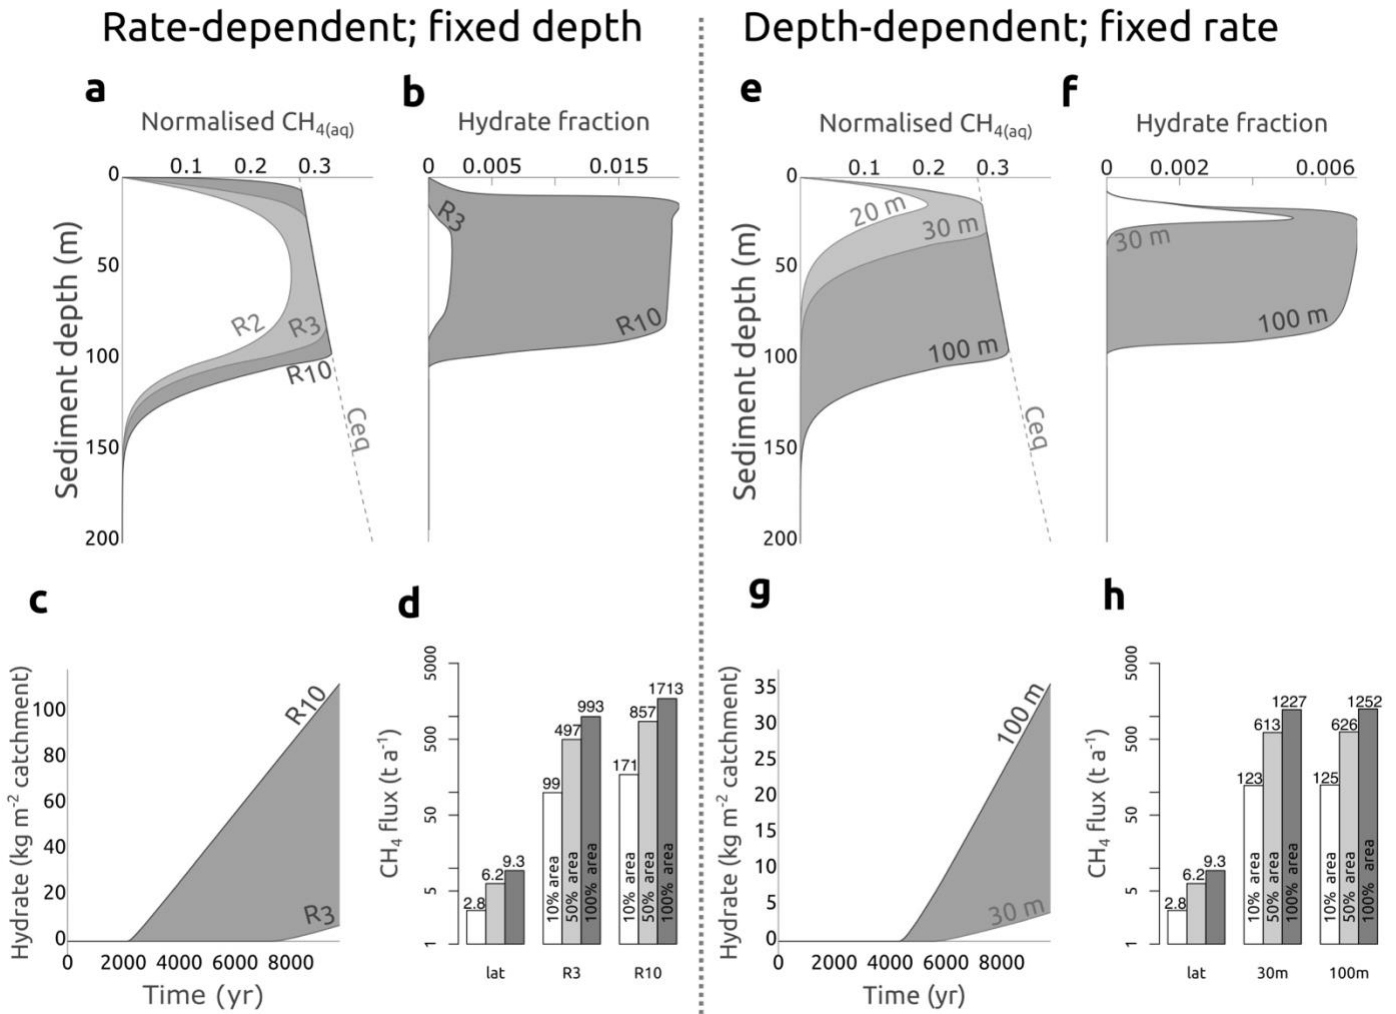 Rate-dependent; fixed depth
Depth-dependent; fixed rate
a
Normalised CH4(aq)
0.1 0.2 0.3
0
50
100
150
200
Sediment depth (m)
R2
R3
R10
Ceq
b
Hydrate fraction
0 0.005 0.015
R3
R10
e
Normalised CH4(aq)
0.1 0.2 0.3
0
50
100
150
200
Sediment depth (m)
20 m
30 m
100 m
Ceq
f
Hydrate fraction
0 0.002 0.006
30 m
100 m
c
Hydrate (kg m-2 catchment)
100
80
60
40
20
0
R10
R3
0 2000 4000 6000 8000
Time (yr)
d
CH4 flux (t a-1)
5000
500
50
5
1
2.8 6.2 9.3
99 497 993
171 857 1713
10% area
50% area
100% area
10% area
50% area
100% area
lat R3 R10
g
Hydrate (kg m-2 catchment)
35
30
25
20
15
10
5
0
100 m
30 m
0 2000 4000 6000 8000
Time (yr)
h
CH4 flux (t a-1)
5000
500
50
5
1
2.8 6.2 9.3
123 613 1227
125 626 1252
10% area
50% area
100% area
10% area
50% area
100% area
lat 30m 100m